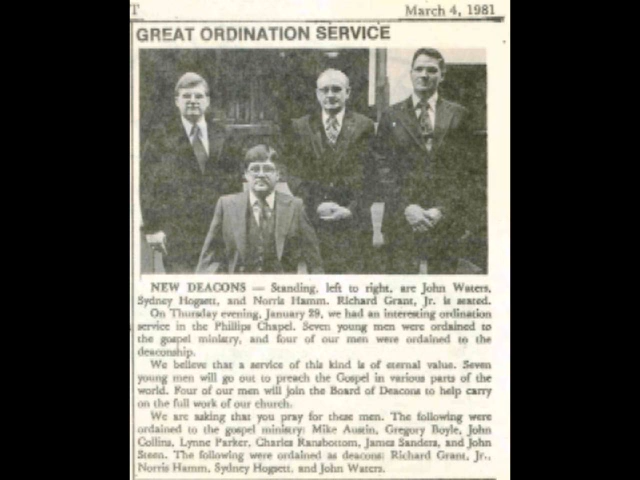 T
March 4, 1981
GREAT ORDINATION SERVICE
NEW DEACONS — Standing, left to right, are John Waters,
Sydney Hogsett, and Norris Hamm. Richard Grant, Jr. is seated.
On Thursday evening, January 29, we had an interesting ordination
service in the Phillips Chapel. Seven young men were ordained to
the gospel ministry, and four of our men were ordained to the
deaconship.
We believe that a service of this kind is of eternal value. Seven
young men will go out to preach the Gospel in various parts of the
world. Four of our men will join the Board of Deacons to help carry
on the full work of our church.
We are asking that you pray for these men. The following were
ordained to the gospel ministry: Mike Austin, Gregory Boyle, John
Collins, Lynne Parker, Charles Ransbottom, James Sanders, and John
Steen. The following were ordained as deacons: Richard Grant, Jr.,
Norris Hamm, Sydney Hogsett, and John Waters.